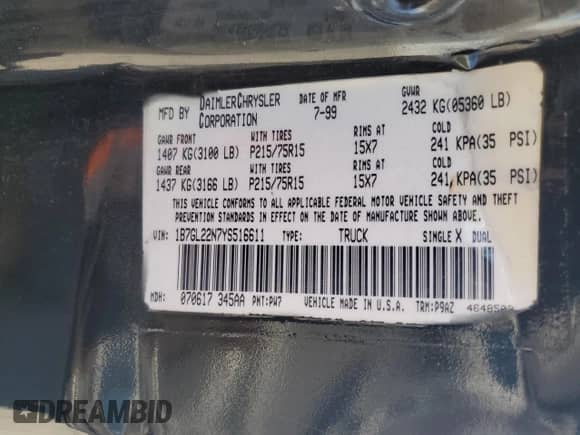 MFD BY DAIMLERCHRYSLER CORPORATION
DATE OF MFR 7-99
GVWR 2432 KG(05360 LB)
GAWR FRONT WITH TIRES RIMS AT COLD
1407 KG(3100 LB) P215/75R15 15X7 241 KPA(35 PSI)
GAWR REAR WITH TIRES RIMS AT COLD
1437 KG(3166 LB) P215/75R15 15X7 241 KPA(35 PSI)
THIS VEHICLE CONFORMS TO ALL APPLICABLE FEDERAL MOTOR VEHICLE SAFETY AND THEFT
PREVENTION STANDARDS IN EFFECT ON THE DATE OF MANUFACTURE SHOWN ABOVE.
VIN: 1B7GL22N7YS516611 TYPE: TRUCK SINGLE X DUAL
MDH: 070617 345AA PNT:PW7 VEHICLE MADE IN U.S.A. TRM:P9AZ
DREAMBID